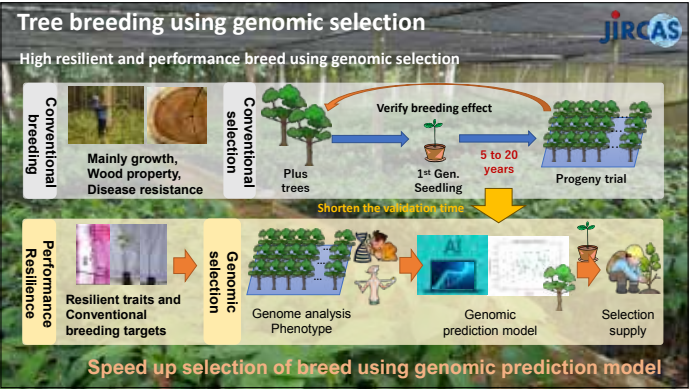 Tree breeding using genomic selection
JIRCAS
High resilient and performance breed using genomic selection
Conventional
breeding
Mainly growth,
Wood property,
Disease resistance
Conventional
selection
Verify breeding effect
Plus
trees
1st Gen.
Seedling
5 to 20
years
Progeny trial
Shorten the validation time
Performance
Resilience
Resilient traits and
Conventional
breeding targets
Genomic
selection
Genome analysis
Phenotype
AI
Genomic
prediction model
Selection
supply
Speed up selection of breed using genomic prediction model